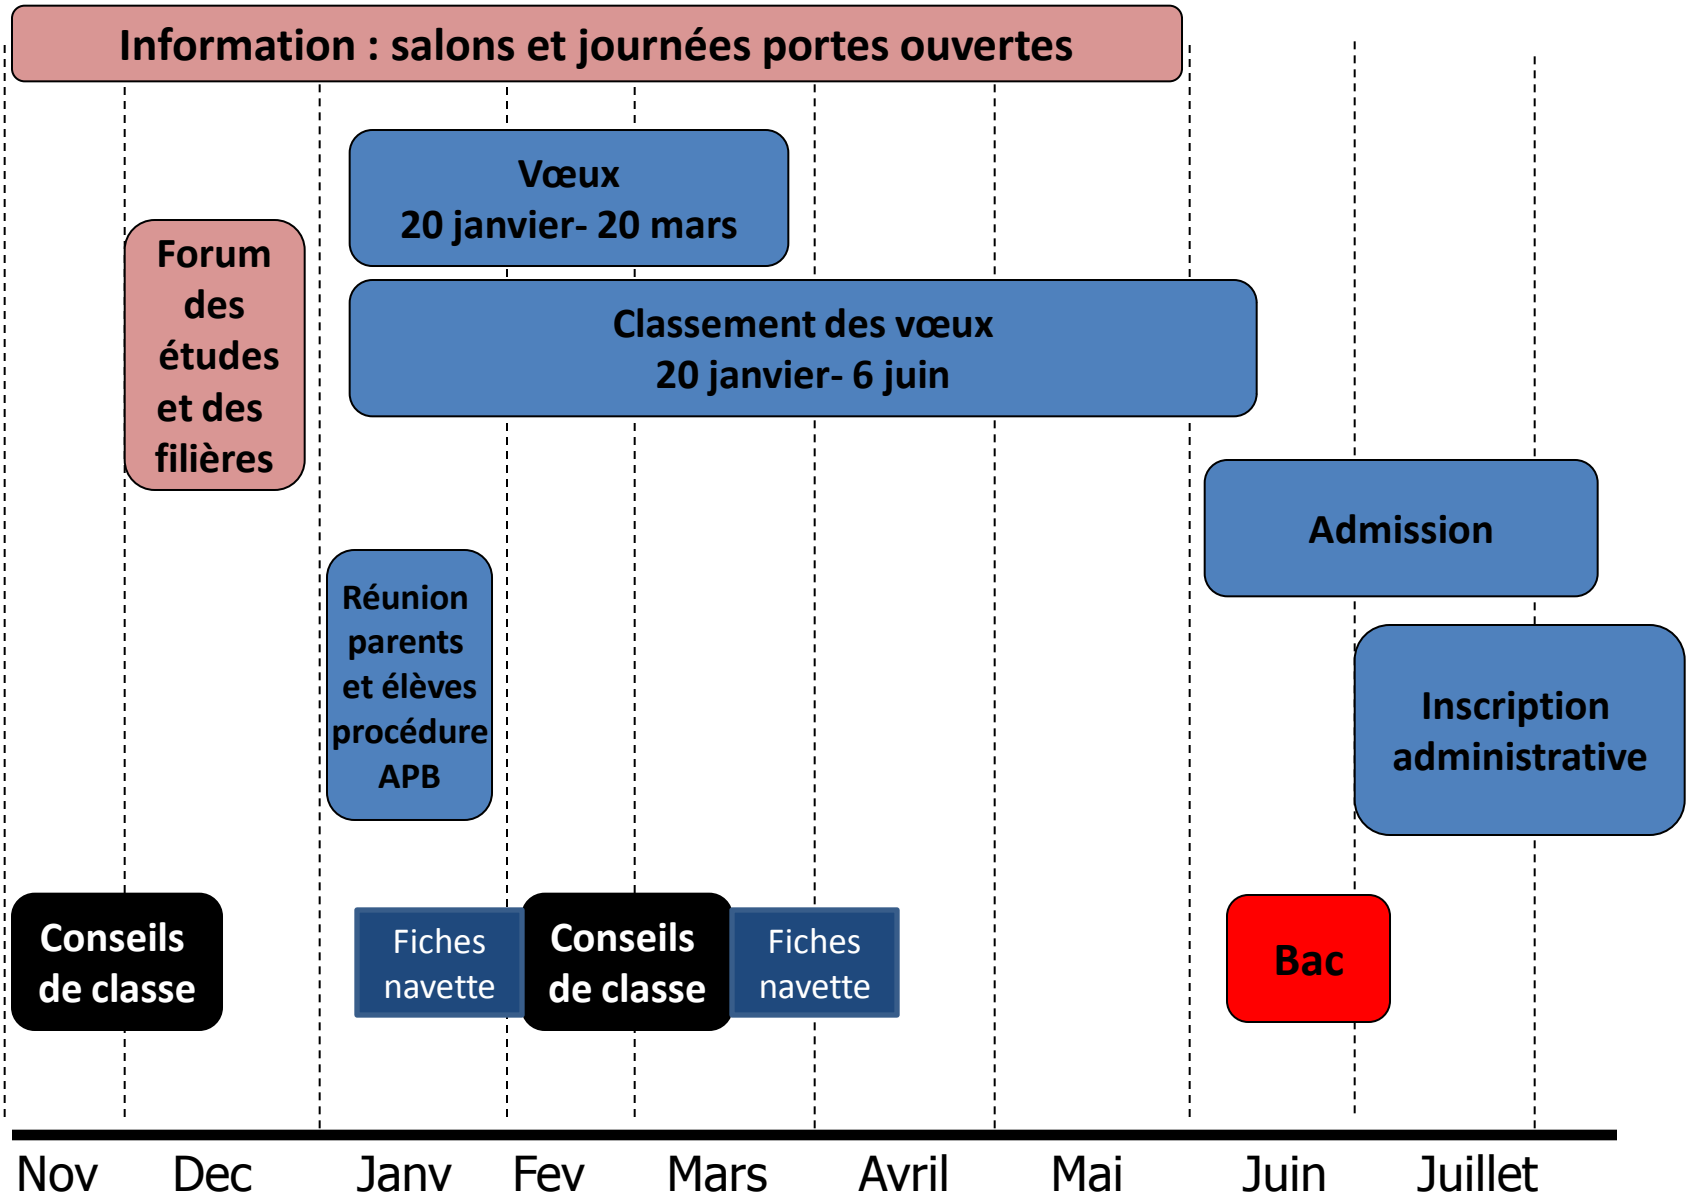 Information : salons et journées portes ouvertes
Vœux
20 janvier- 20 mars
Forum
des
études
et des
filières
Classement des vœux
20 janvier- 6 juin
Admission
Réunion
parents
et élèves
procédure
APB
Inscription
administrative
Conseils
de classe
Fiches
navette
Conseils
de classe
Fiches
navette
Bac
Nov Dec Janv Fev Mars Avril Mai Juin Juillet